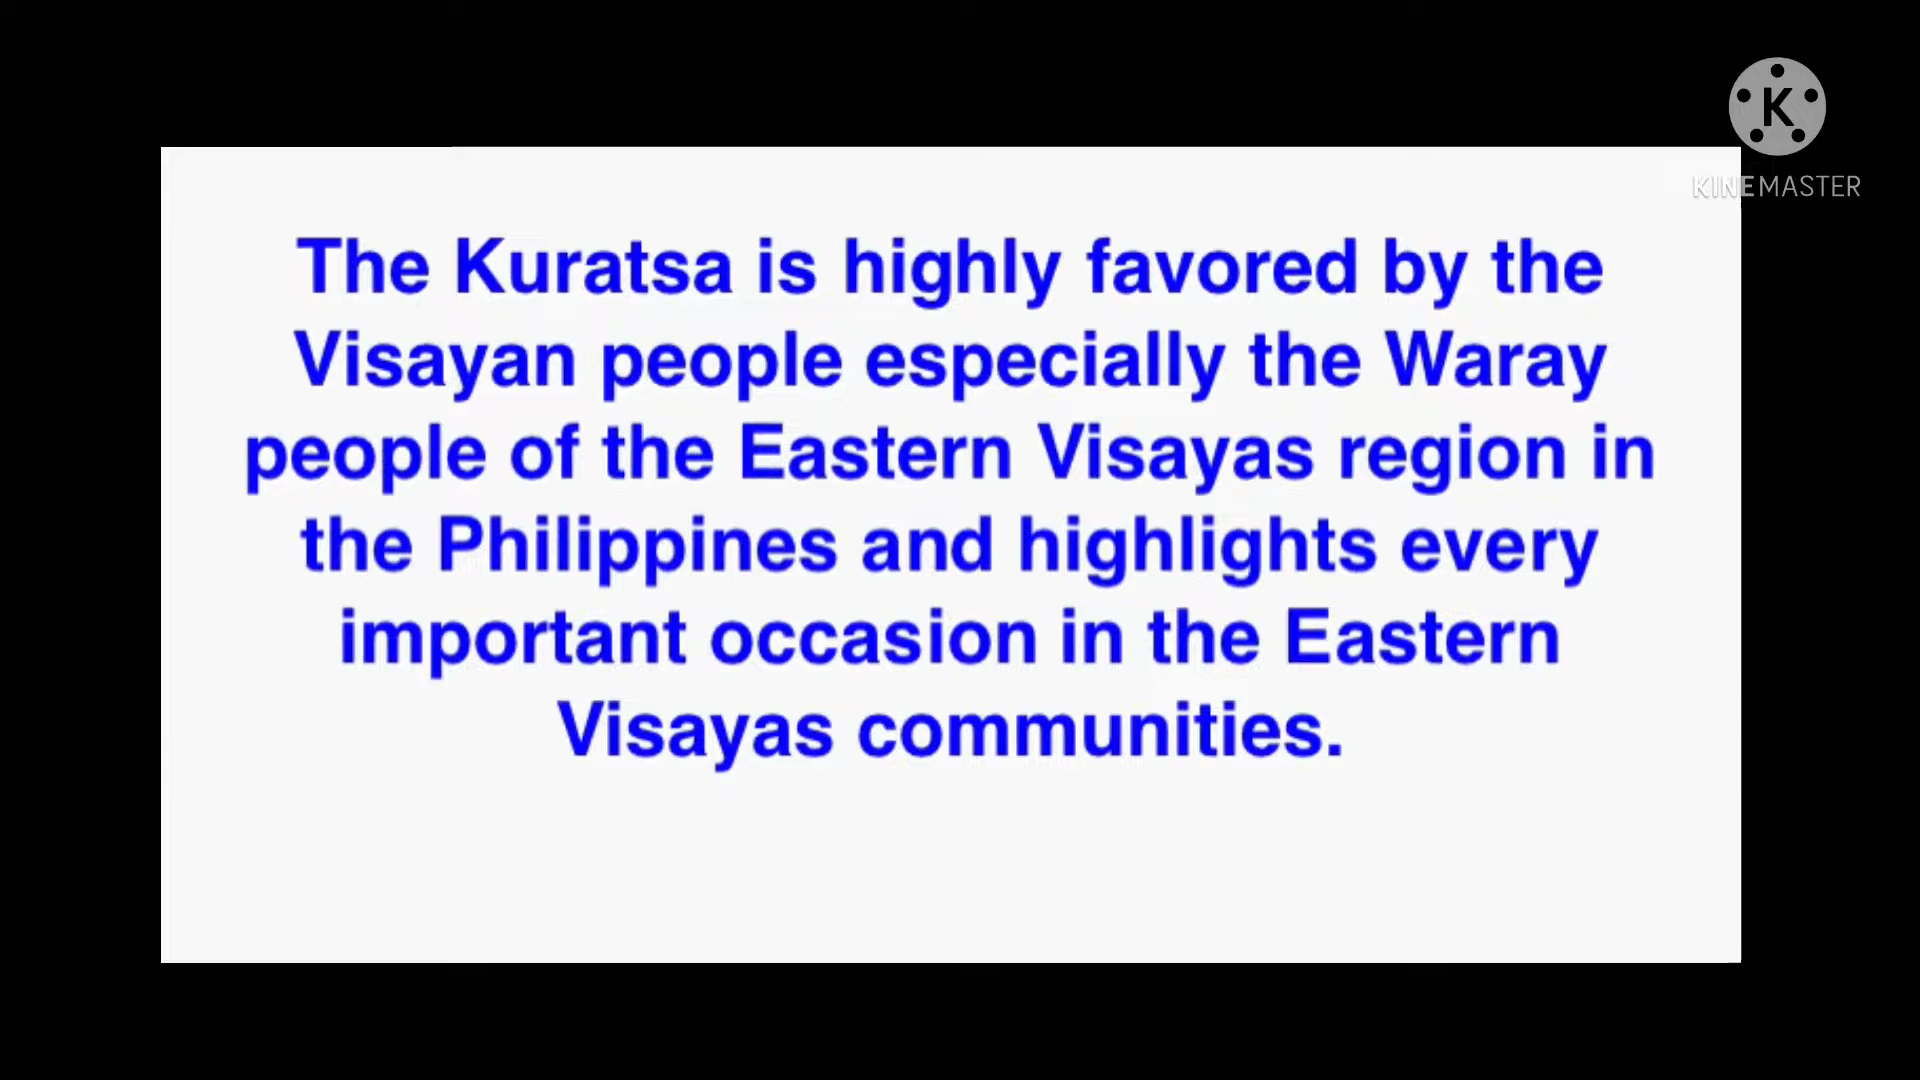 K
KINEMASTER
The Kuratsa is highly favored by the
Visayan people especially the Waray
people of the Eastern Visayas region in
the Philippines and highlights every
important occasion in the Eastern
Visayas communities.